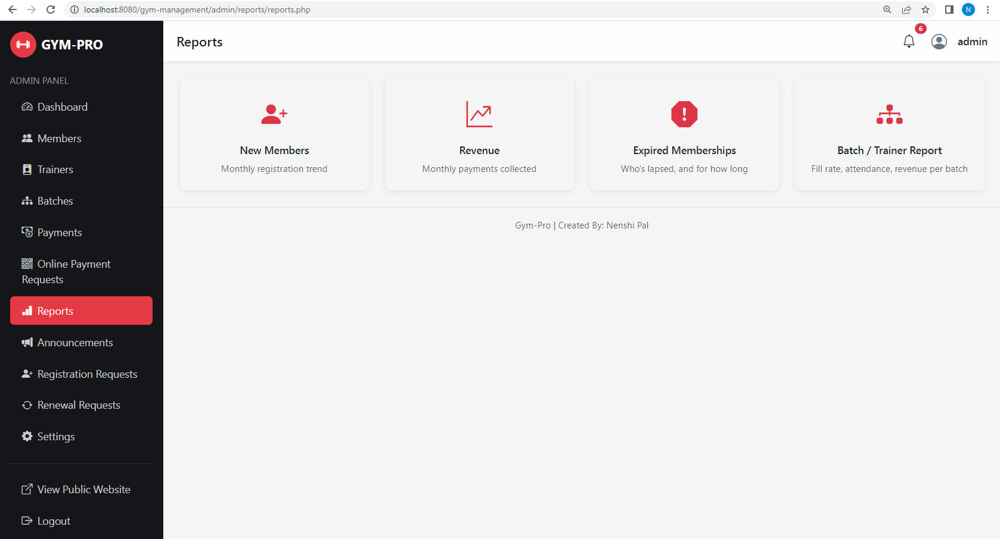 localhost:8080/gym-management/admin/reports/reports.php
N
GYM-PRO
ADMIN PANEL
Dashboard
Members
Trainers
Batches
Payments
Online Payment
Requests
Reports
Announcements
Registration Requests
Renewal Requests
Settings
View Public Website
Logout
Reports
6
admin
New Members
Monthly registration trend
Revenue
Monthly payments collected
Expired Memberships
Who's lapsed, and for how long
Batch / Trainer Report
Fill rate, attendance, revenue per batch
Gym-Pro | Created By: Nenshi Pal